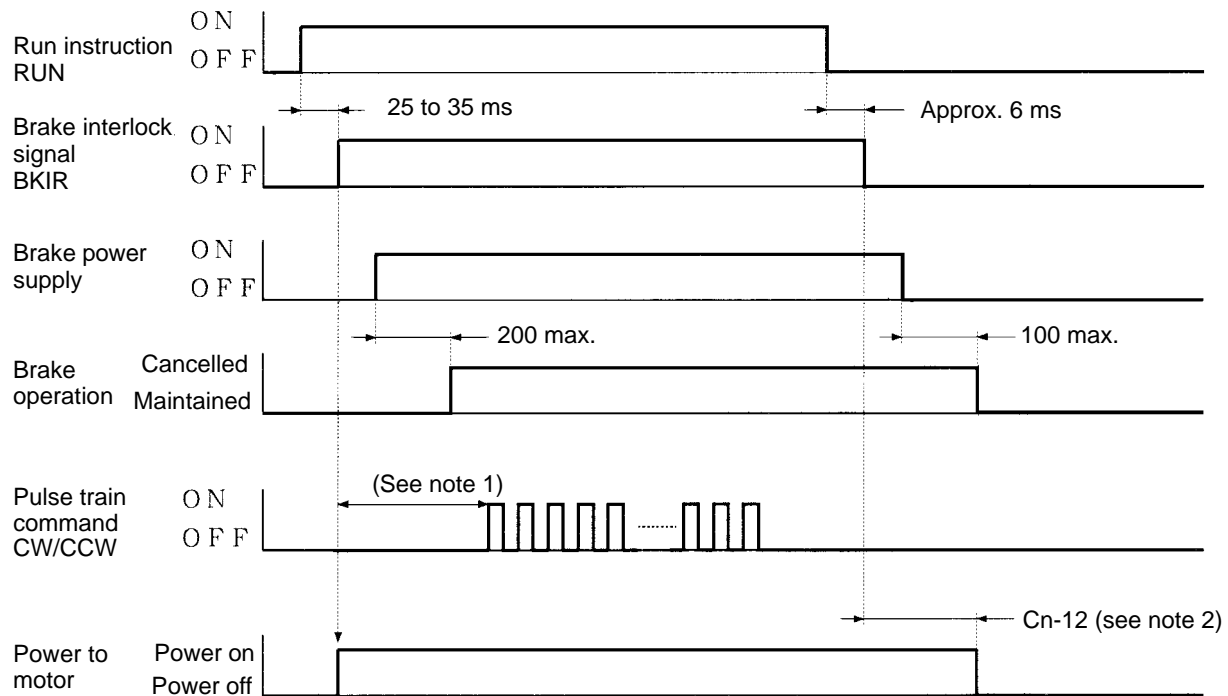 Run instruction
RUN
ON
OFF
25 to 35 ms
Approx. 6 ms
Brake interlock
signal
BKIR
ON
OFF
Brake power
supply
ON
OFF
200 max.
100 max.
Brake
operation
Cancelled
Maintained
(See note 1)
Pulse train
command
CW/CCW
ON
OFF
Cn-12 (see note 2)
Power to
motor
Power on
Power off